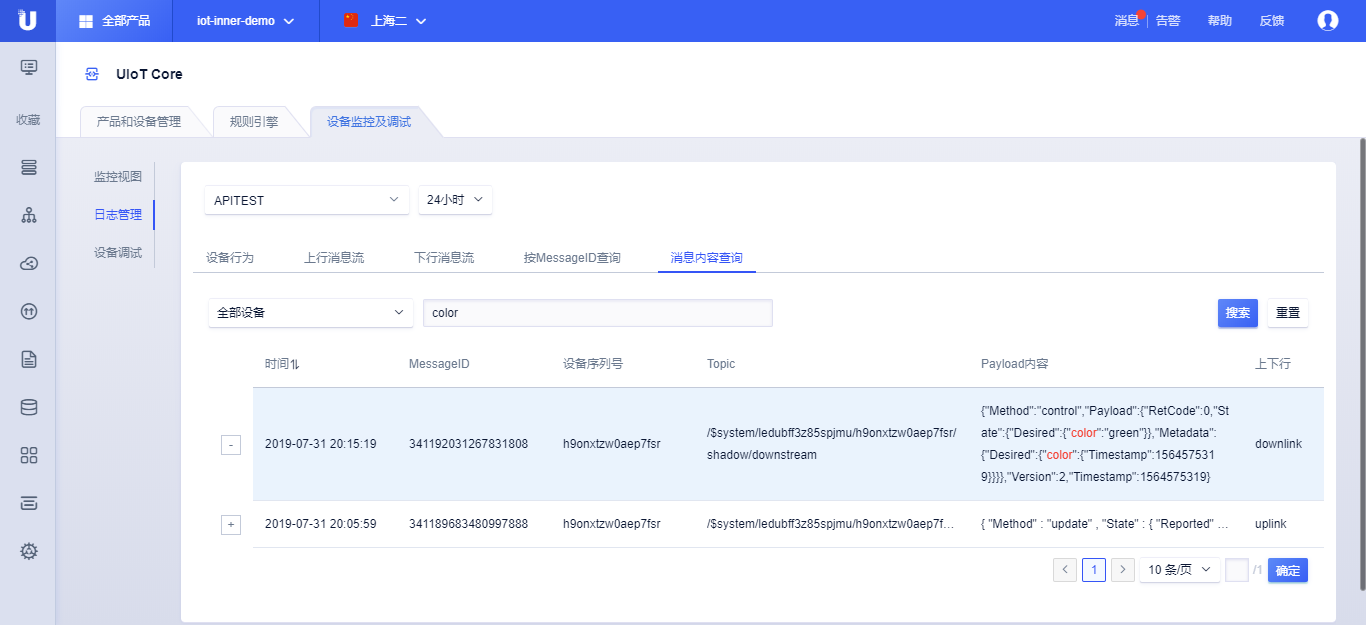 全部产品
iot-inner-demo
上海二
消息
告警
帮助
反馈
收藏
UIoT Core
产品和设备管理
规则引擎
设备监控及调试
监控视图
日志管理
设备调试
APITEST
24小时
设备行为
上行消息流
下行消息流
按MessageID查询
消息内容查询
全部设备
color
搜索
重置
时间
MessageID
设备序列号
Topic
Payload内容
上下行
-
2019-07-31 20:15:19
341192031267831808
h9onxtzw0aep7fsr
/$system/ledubff3z85spjmu/h9onxtzw0aep7fsr/
shadow/downstream
{"Method":"control","Payload":{"RetCode":0,"St
ate":{"Desired":{"color":"green"}},"Metadata":
{"Desired":{"color":{"Timestamp":156457531
9}}}},"Version":2,"Timestamp":1564575319}
downlink
+
2019-07-31 20:05:59
341189683480997888
h9onxtzw0aep7fsr
/$system/ledubff3z85spjmu/h9onxtzw0aep7f...
{ "Method" : "update" , "State" : { "Reported" ...
uplink
<
1
>
10 条/页
/1
确定